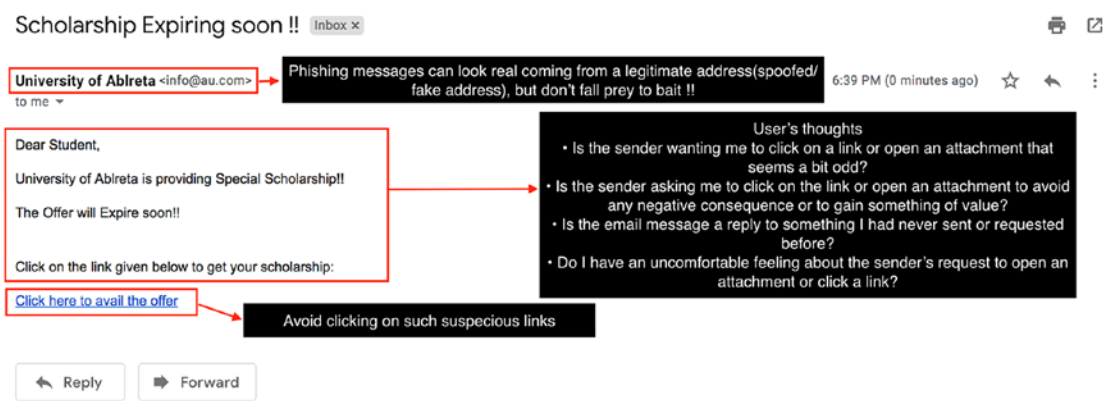 Scholarship Expiring soon !! Inbox ×
University of Ablreta <info@au.com>
Phishing messages can look real coming from a legitimate address(spoofed/
fake address), but don't fall prey to bait !!
6:39 PM (0 minutes ago)
to me
Dear Student,
University of Ablreta is providing Special Scholarship!!
The Offer will Expire soon!!
Click on the link given below to get your scholarship:
Click here to avail the offer
User's thoughts
• Is the sender wanting me to click on a link or open an attachment that
seems a bit odd?
• Is the sender asking me to click on the link or open an attachment to avoid
any negative consequence or to gain something of value?
• Is the email message a reply to something I had never sent or requested
before?
• Do I have an uncomfortable feeling about the sender's request to open an
attachment or click a link?
Avoid clicking on such suspecious links
Reply
Forward